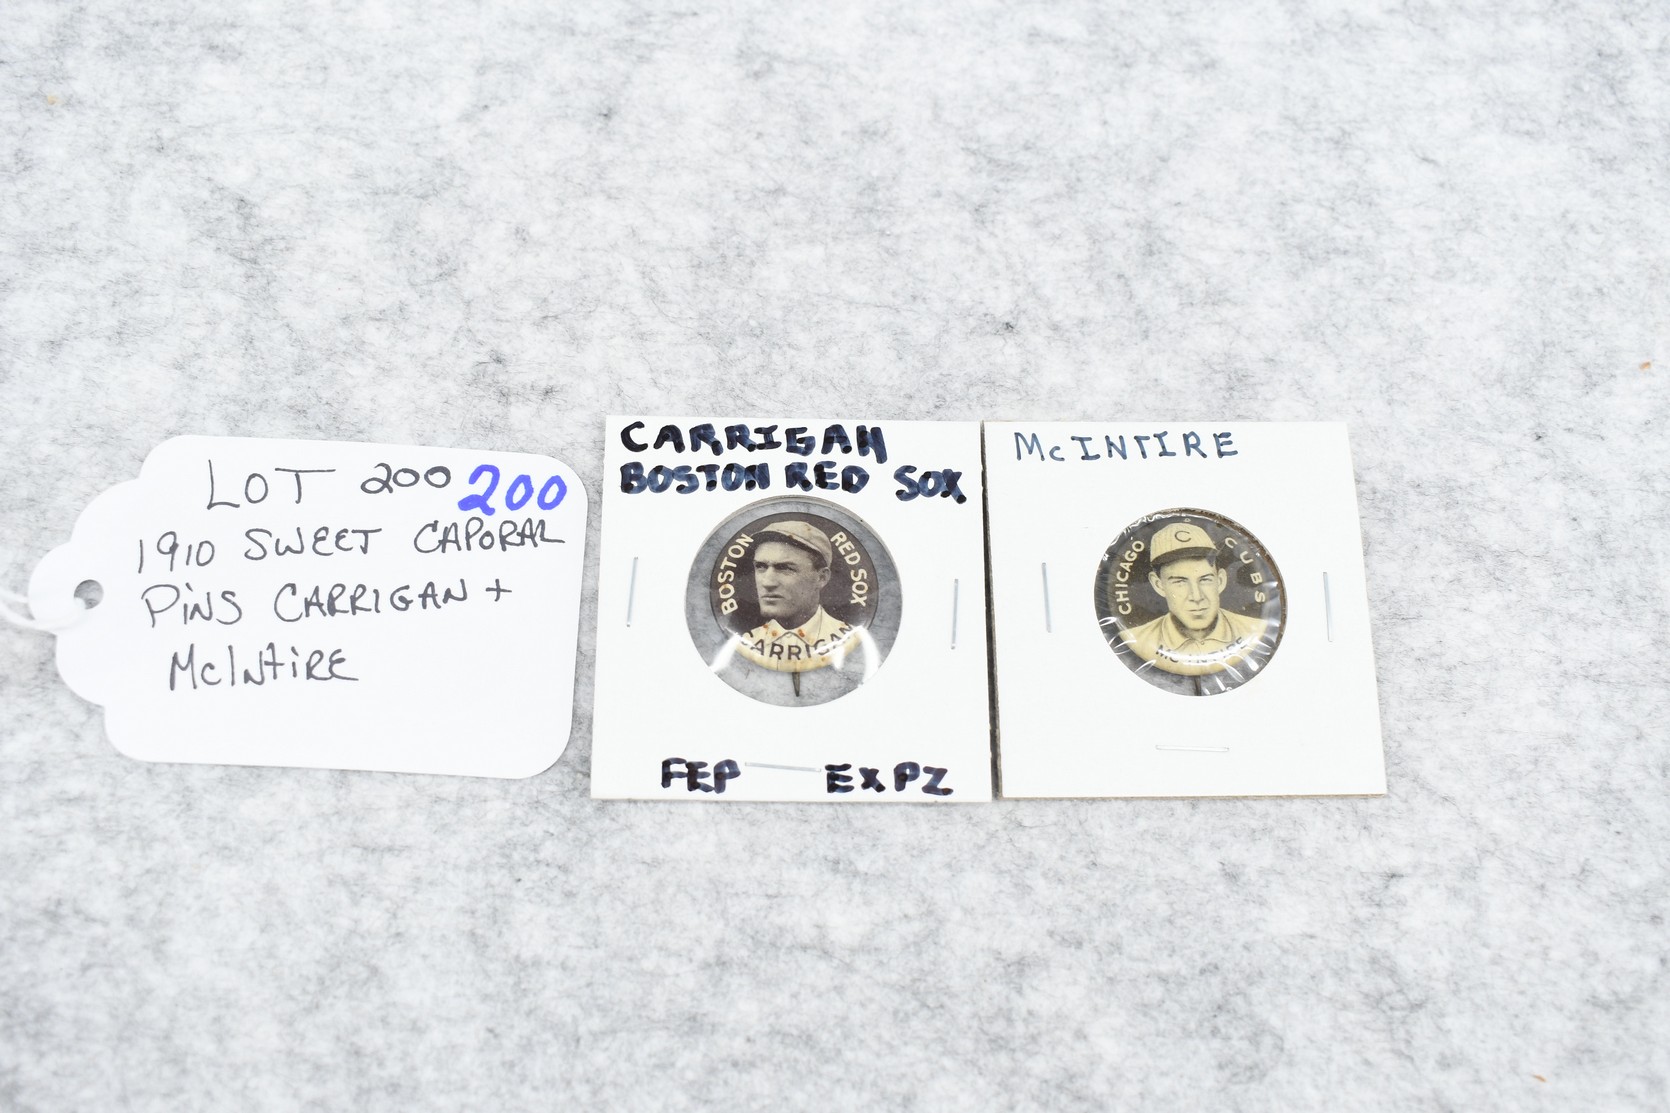 LOT 200 200
1910 SWEET CAPORAL
PiNS CARRIGAN +
McINtiRE
CARRIGAN
BOSTON RED SOX
BOSTON RED SOX
CARRIGAN
FEP EXPZ
McINTIRE
CHICAGO CUBS
C
McINTIRE